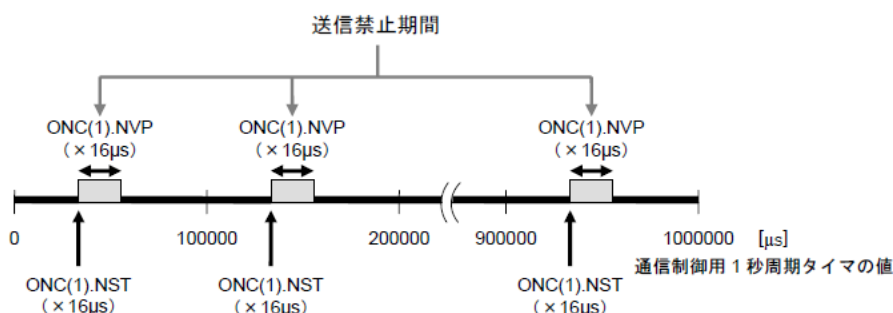 送信禁止期間
ONC(1).NVP
(×16μs)
ONC(1).NVP
(×16μs)
ONC(1).NVP
(×16μs)
0
100000
200000
900000
1000000
[μs]
通信制御用1秒周期タイマの値
ONC(1).NST
(×16μs)
ONC(1).NST
(×16μs)
ONC(1).NST
(×16μs)